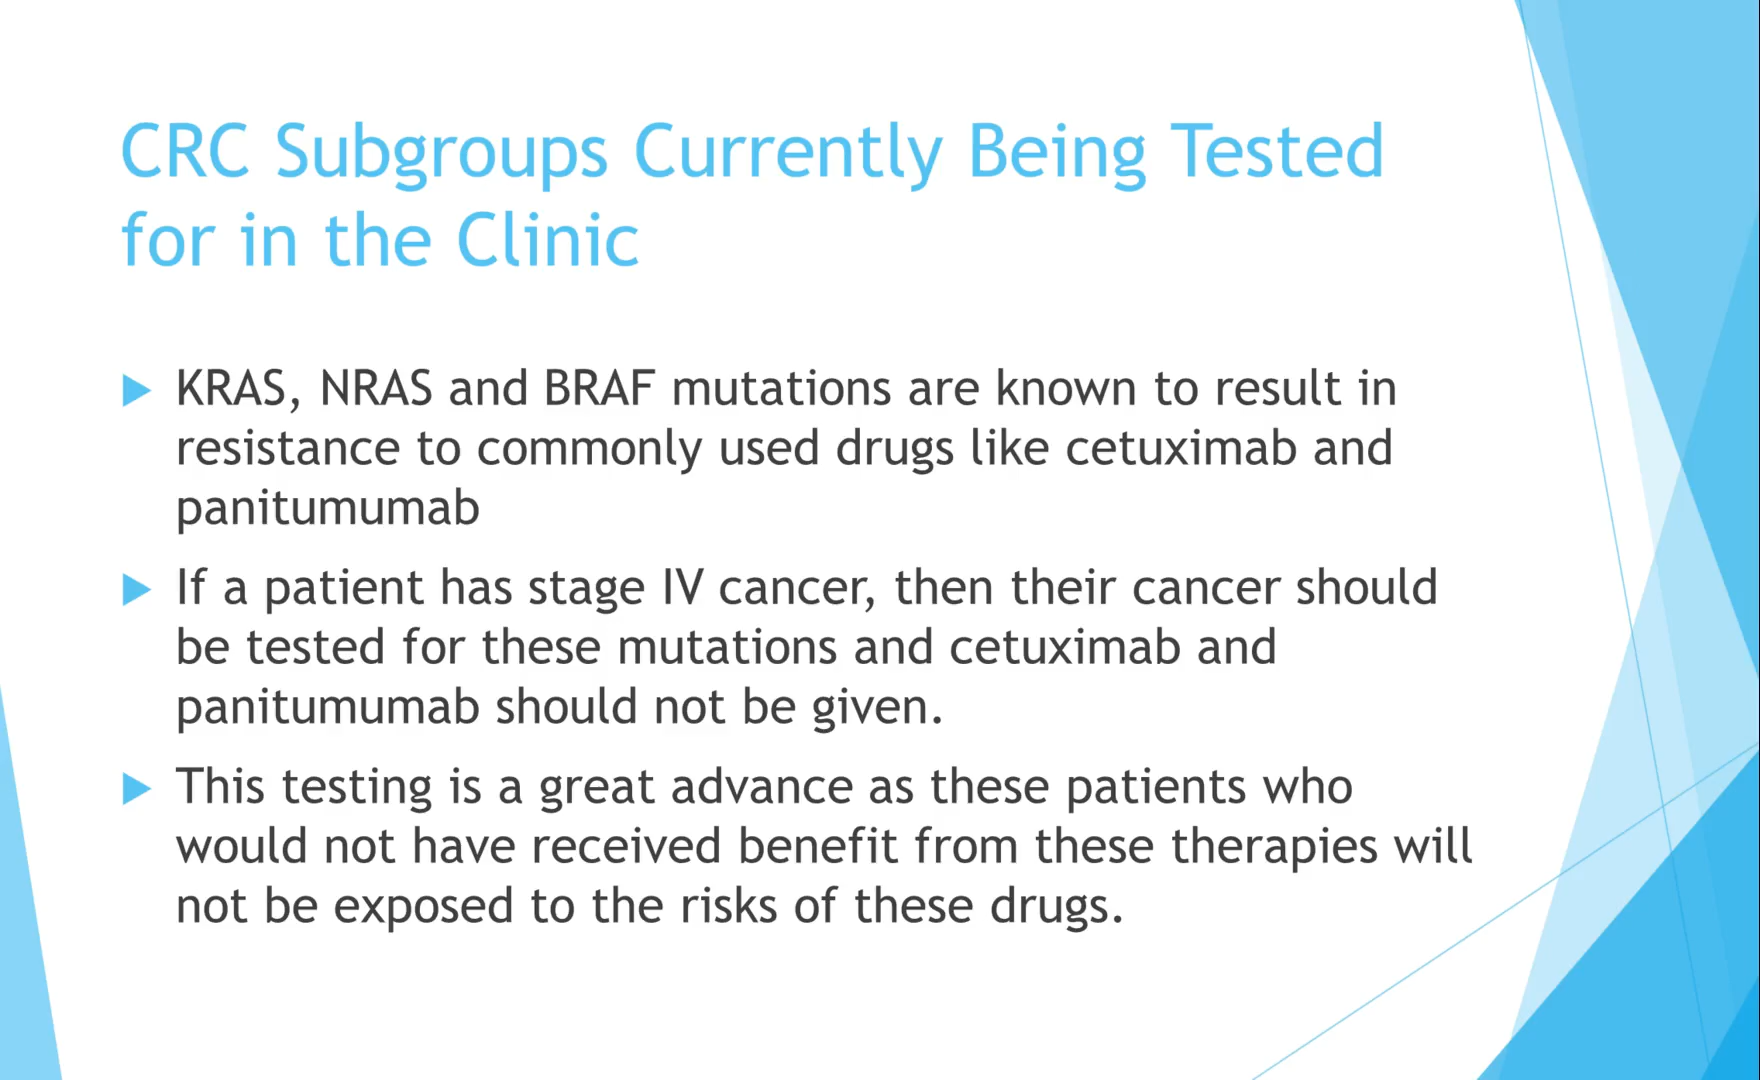 CRC Subgroups Currently Being Tested
for in the Clinic
KRAS, NRAS and BRAF mutations are known to result in
resistance to commonly used drugs like cetuximab and
panitumumab
If a patient has stage IV cancer, then their cancer should
be tested for these mutations and cetuximab and
panitumumab should not be given.
This testing is a great advance as these patients who
would not have received benefit from these therapies will
not be exposed to the risks of these drugs.